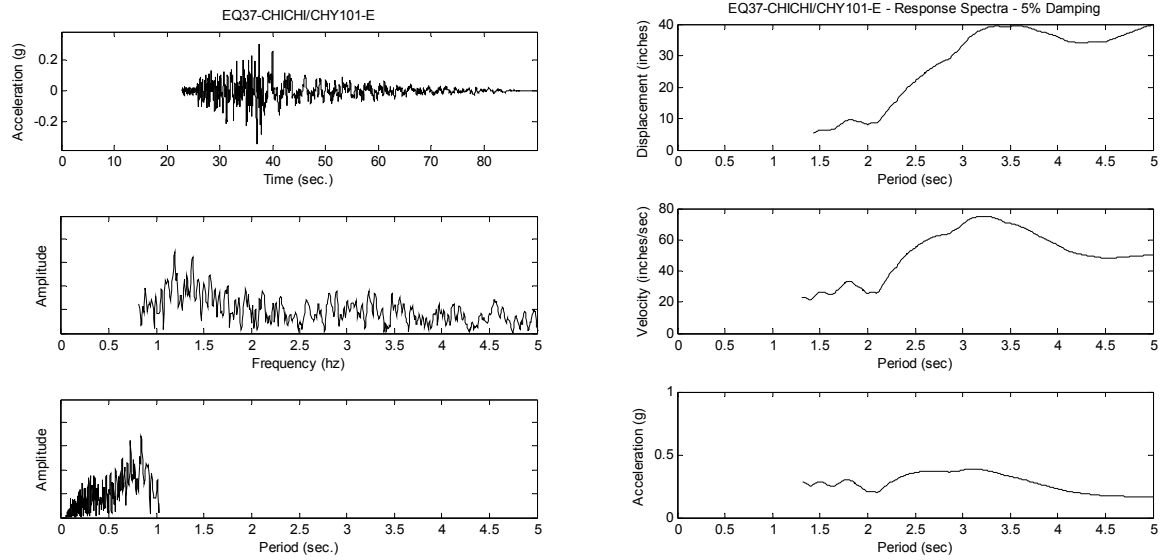 EQ37-CHICHI/CHY101-E
Acceleration (g)
0.2
0
-0.2
0 10 20 30 40 50 60 70 80
Time (sec.)
Amplitude
0 0.5 1 1.5 2 2.5 3 3.5 4 4.5 5
Frequency (hz)
Amplitude
0 0.5 1 1.5 2 2.5 3 3.5 4 4.5 5
Period (sec.)
EQ37-CHICHI/CHY101-E - Response Spectra - 5% Damping
Displacement (inches)
40
30
20
10
0
0 0.5 1 1.5 2 2.5 3 3.5 4 4.5 5
Period (sec)
Velocity (inches/sec)
80
60
40
20
0
0 0.5 1 1.5 2 2.5 3 3.5 4 4.5 5
Period (sec)
Acceleration (g)
1
0.5
0
0 0.5 1 1.5 2 2.5 3 3.5 4 4.5 5
Period (sec)